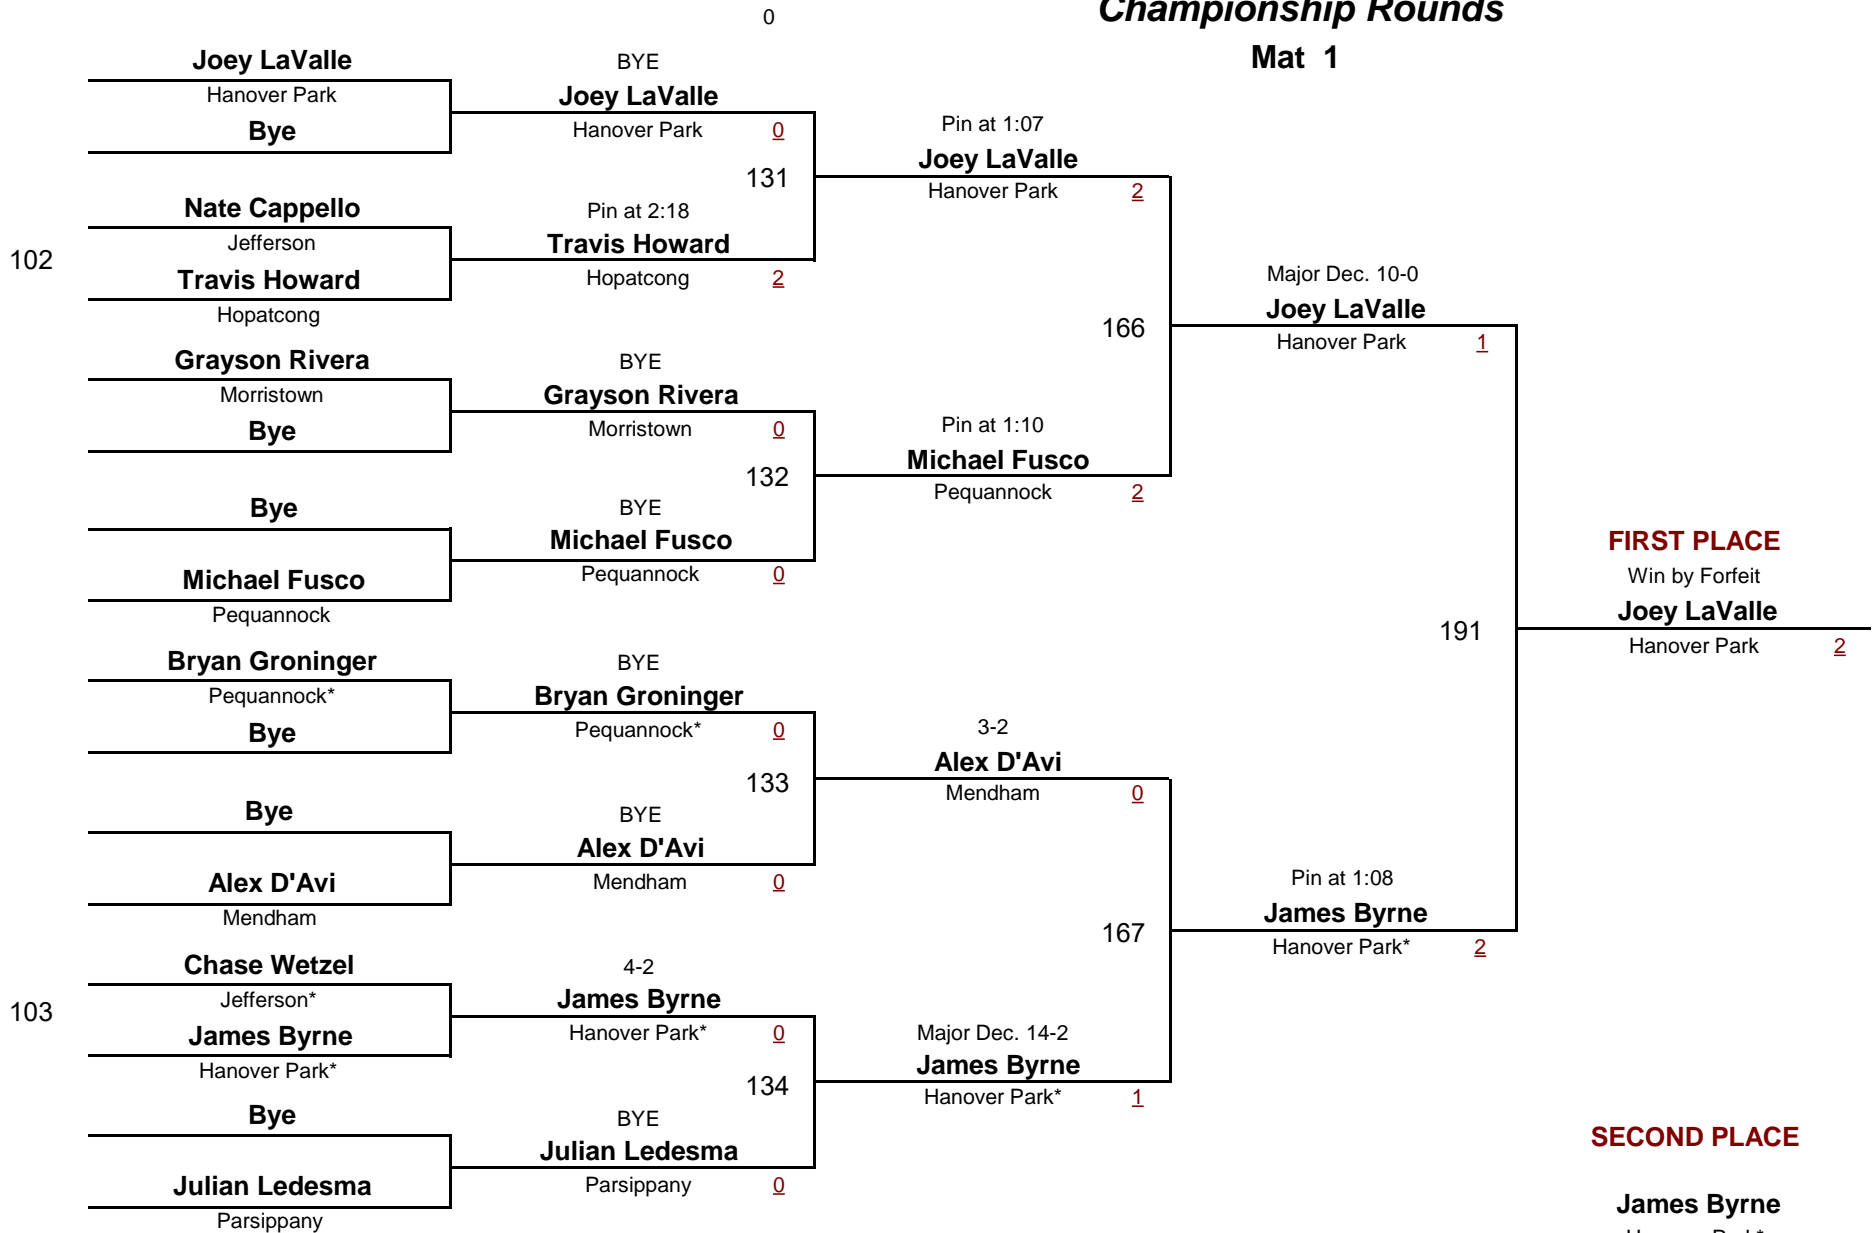 0
Championship Rounds
Mat 1
Joey LaValle
Hanover Park
Bye
BYE
Joey LaValle
Hanover Park 0
131
Pin at 1:07
Joey LaValle
Hanover Park 2
102
Nate Cappello
Jefferson
Travis Howard
Hopatcong
Pin at 2:18
Travis Howard
Hopatcong 2
166
Major Dec. 10-0
Joey LaValle
Hanover Park 1
Grayson Rivera
Morristown
Bye
BYE
Grayson Rivera
Morristown 0
132
Pin at 1:10
Michael Fusco
Pequannock 2
Bye
Michael Fusco
Pequannock
BYE
Michael Fusco
Pequannock 0
191
FIRST PLACE
Win by Forfeit
Joey LaValle
Hanover Park 2
Bryan Groninger
Pequannock*
Bye
BYE
Bryan Groninger
Pequannock* 0
133
3-2
Alex D'Avi
Mendham 0
Bye
Alex D'Avi
Mendham
BYE
Alex D'Avi
Mendham 0
167
Pin at 1:08
James Byrne
Hanover Park* 2
103
Chase Wetzel
Jefferson*
James Byrne
Hanover Park*
4-2
James Byrne
Hanover Park* 0
134
Major Dec. 14-2
James Byrne
Hanover Park* 1
Bye
Julian Ledesma
Parsippany
BYE
Julian Ledesma
Parsippany 0
SECOND PLACE
James Byrne